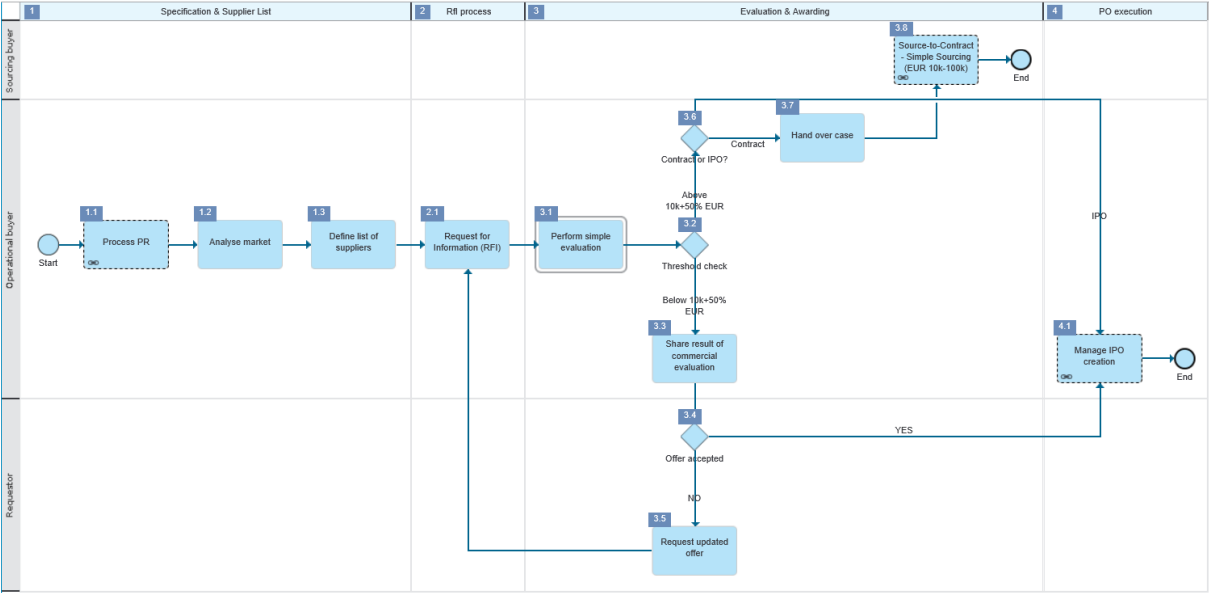 1
Specification & Supplier List
2
RfI process
3
Evaluation & Awarding
4
PO execution
Sourcing buyer
3.8
Source-to-Contract
- Simple Sourcing
(EUR 10k-100k)
End
Operational buyer
3.6
Contract or IPO?
Contract
3.7
Hand over case
Above
10k+50% EUR
IPO
Start
1.1
Process PR
1.2
Analyse market
1.3
Define list of
suppliers
2.1
Request for
Information (RFI)
3.1
Perform simple
evaluation
3.2
Threshold check
Below 10k+50%
EUR
3.3
Share result of
commercial
evaluation
4.1
Manage IPO
creation
End
Requestor
3.4
Offer accepted
YES
NO
3.5
Request updated
offer